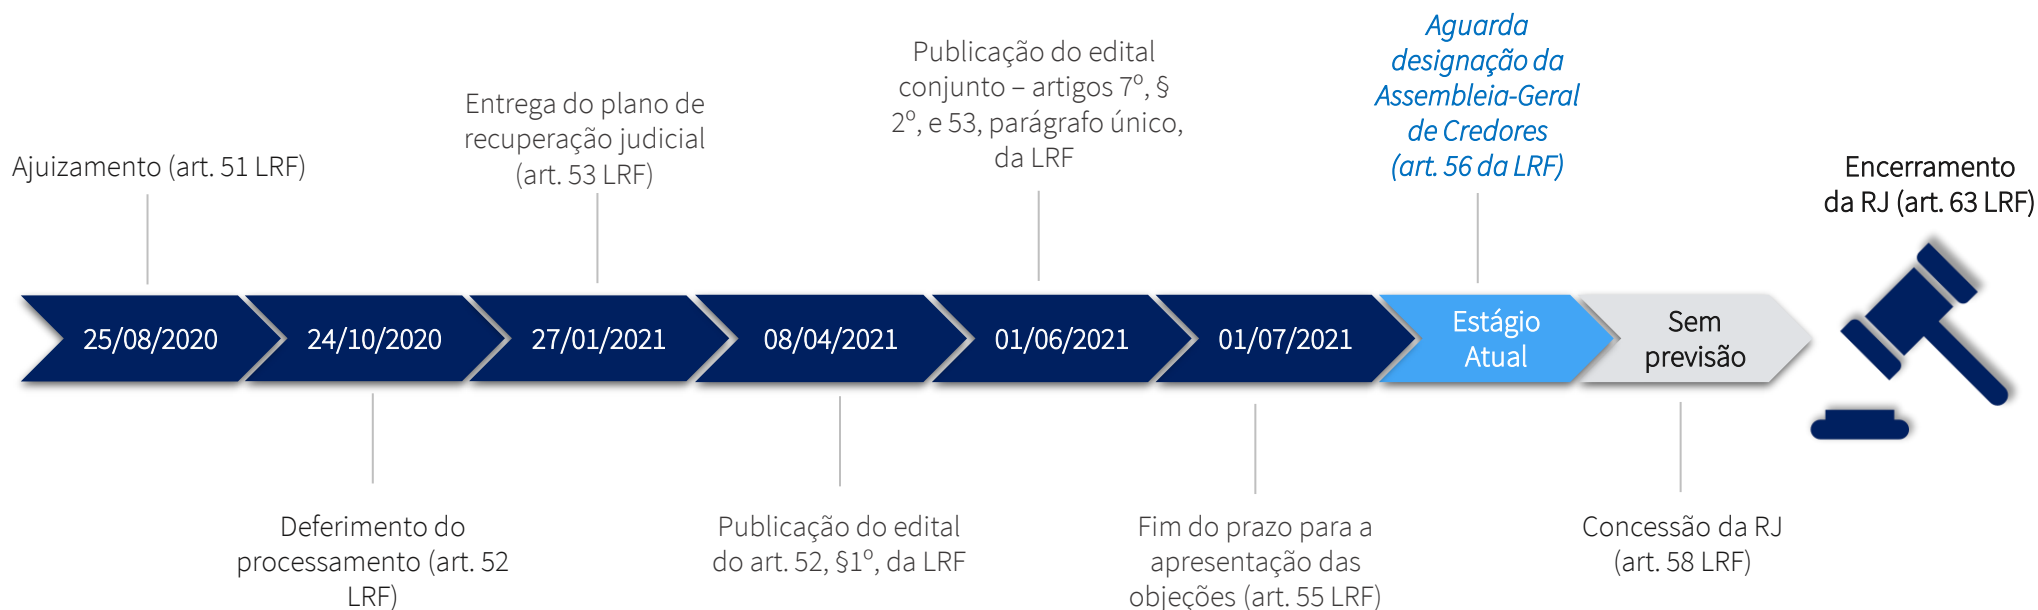 Ajuizamento (art. 51 LRF)
Entrega do plano de
recuperação judicial
(art. 53 LRF)
Publicação do edital
conjunto – artigos 7º, §
2º, e 53, parágrafo único,
da LRF
Aguarda
designação da
Assembleia-Geral
de Credores
(art. 56 da LRF)
Encerramento
da RJ (art. 63 LRF)
25/08/2020
24/10/2020
27/01/2021
08/04/2021
01/06/2021
01/07/2021
Estágio
Atual
Sem
previsão
Deferimento do
processamento (art. 52
LRF)
Publicação do edital
do art. 52, §1º, da LRF
Fim do prazo para a
apresentação das
objeções (art. 55 LRF)
Concessão da RJ
(art. 58 LRF)